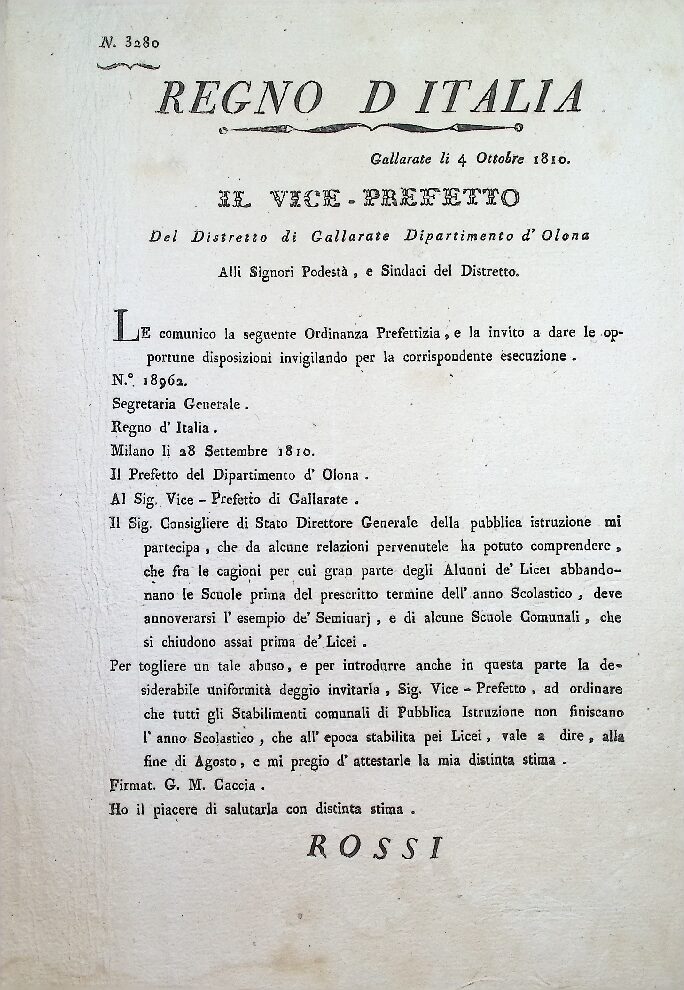 N. 3280
REGNO D ITALIA
Gallarate li 4 Ottobre 1810.
IL VICE-PREFETTO
Del Distretto di Gallarate Dipartimento d' Olona
Alli Signori Podestà , e Sindaci del Distretto.
LE comunico la seguente Ordinanza Prefettizia , e la invito a dare le op-
portune disposizioni invigilando per la corrispondente esecuzione .
N.° 18962.
Segretaria Generale .
Regno d' Italia .
Milano li 28 Settembre 1810.
Il Prefetto del Dipartimento d' Olona .
Al Sig. Vice - Prefetto di Gallarate .
Il Sig. Consigliere di Stato Direttore Generale della pubblica istruzione mi
partecipa , che da alcune relazioni pervenutele ha potuto comprendere ,
che fra le cagioni per cui gran parte degli Alunni de' Licei abbando-
nano le Scuole prima del prescritto termine dell' anno Scolastico , deve
annoverarsi l' esempio de' Seminarj , e di alcune Scuole Comunali , che
si chiudono assai prima de' Licei .
Per togliere un tale abuso, e per introdurre anche in questa parte la de-
siderabile uniformità deggio invitarla , Sig. Vice - Prefetto , ad ordinare
che tutti gli Stabilimenti comunali di Pubblica Istruzione non finiscano
l' anno Scolastico , che all' epoca stabilita pei Licei , vale a dire , alla
fine di Agosto , e mi pregio d' attestarle la mia distinta stima .
Firmat. G. M. Caccia .
Ho il piacere di salutarla con distinta stima .
ROSSI